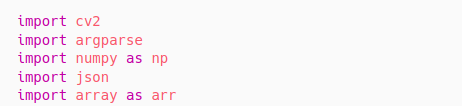 import cv2
import argparse
import numpy as np
import json
import array as arr